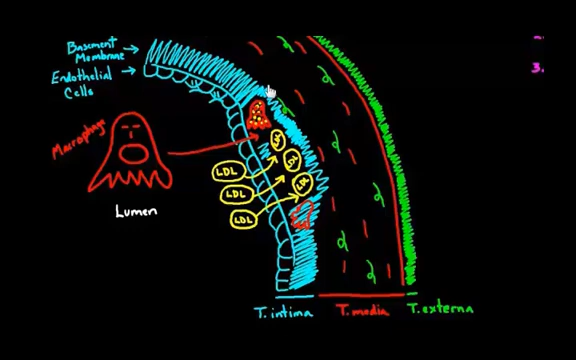 Basement
Membrane
Endothelial
Cells
Macrophage
Lumen
LDL
LDL
LDL
LDL
LDL
LDL
T. intima
T. media
T. externa
3.